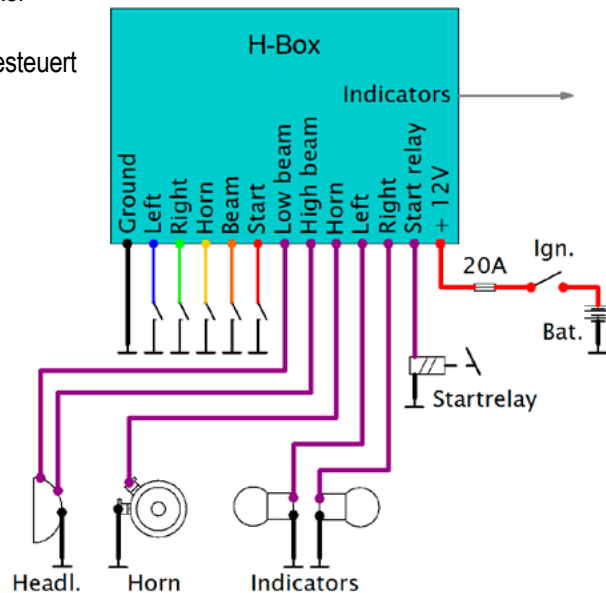 esteuert
H-Box
Indicators
Ground
Left
Right
Horn
Beam
Start
Low beam
High beam
Horn
Left
Right
Start relay
+ 12V
20A
Ign.
Bat.
Startrelay
Headl.
Horn
Indicators